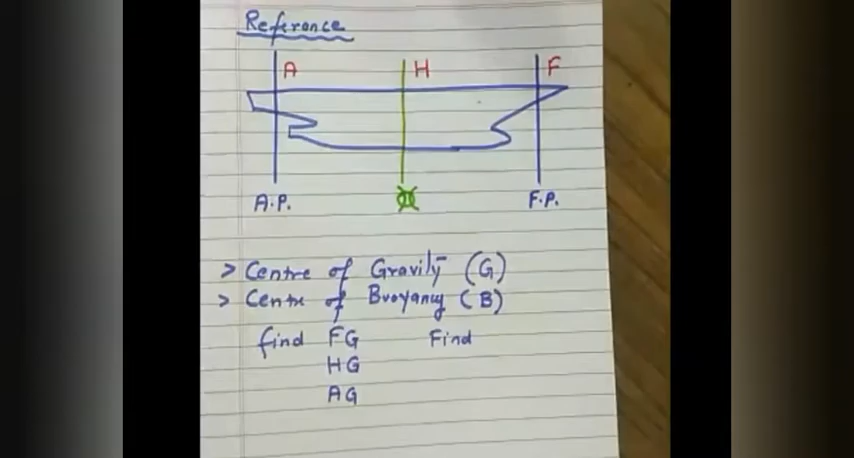 Reference
A H F
A.P. F.P.
> Centre of Gravity (G)
> Centre of Buoyancy (B)
find FG Find
HG
AG